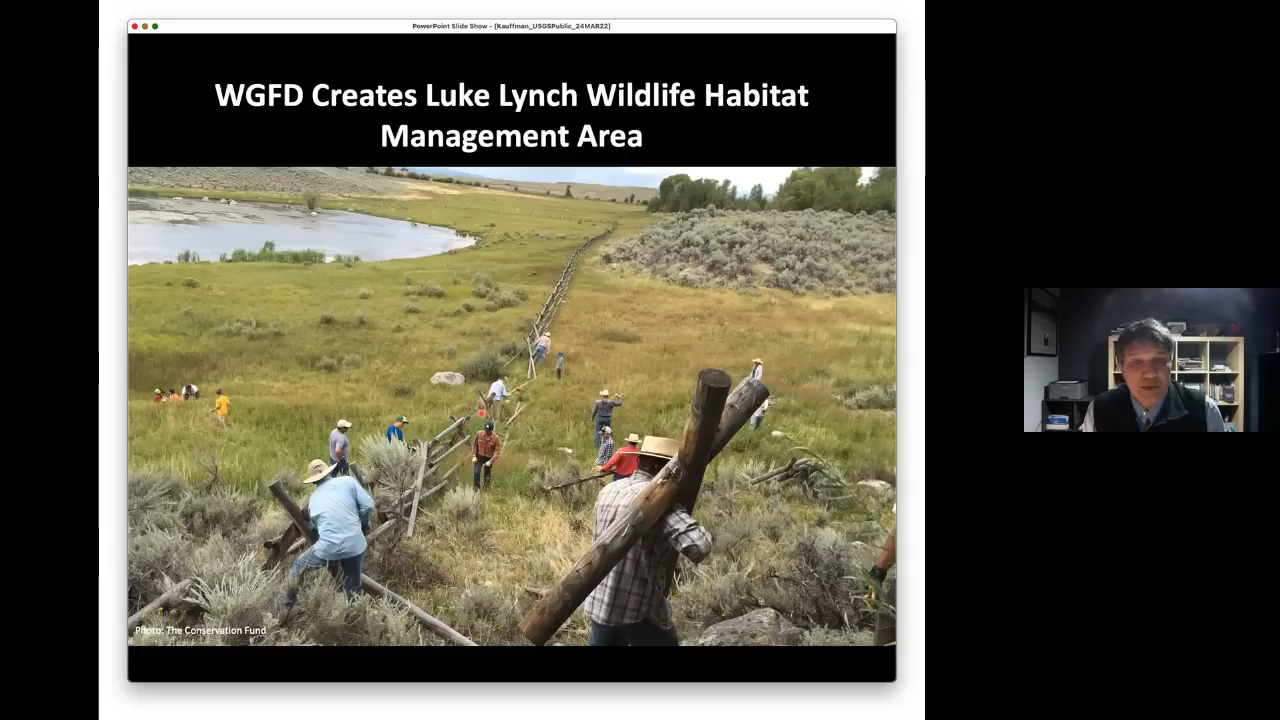 PowerPoint Slide Show - [Kauffman_USGSPublic_24MAR22]
WGFD Creates Luke Lynch Wildlife Habitat
Management Area
Photo: The Conservation Fund